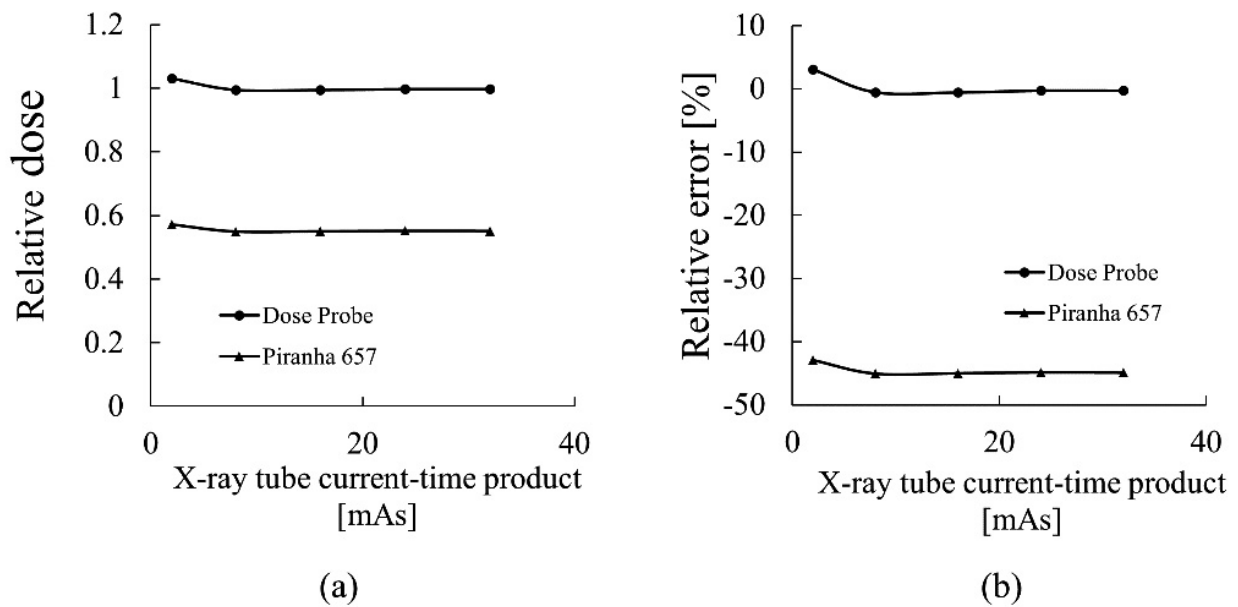 Relative dose
1.2
1
0.8
0.6
0.4
0.2
0
0
20
40
Dose Probe
Piranha 657
X-ray tube current-time product
[mAs]
(a)
Relative error [%]
10
0
-10
-20
-30
-40
-50
0
20
40
Dose Probe
Piranha 657
X-ray tube current-time product
[mAs]
(b)